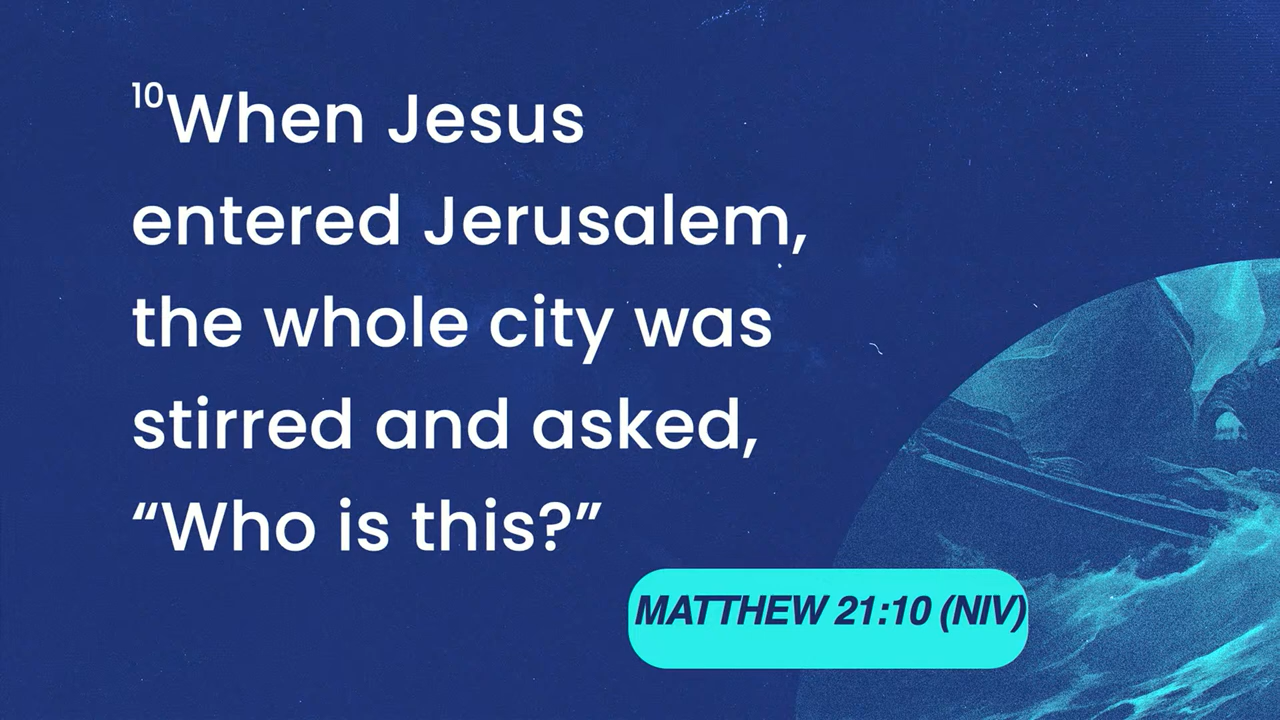 10When Jesus
entered Jerusalem,
the whole city was
stirred and asked,
“Who is this?”
MATTHEW 21:10 (NIV)